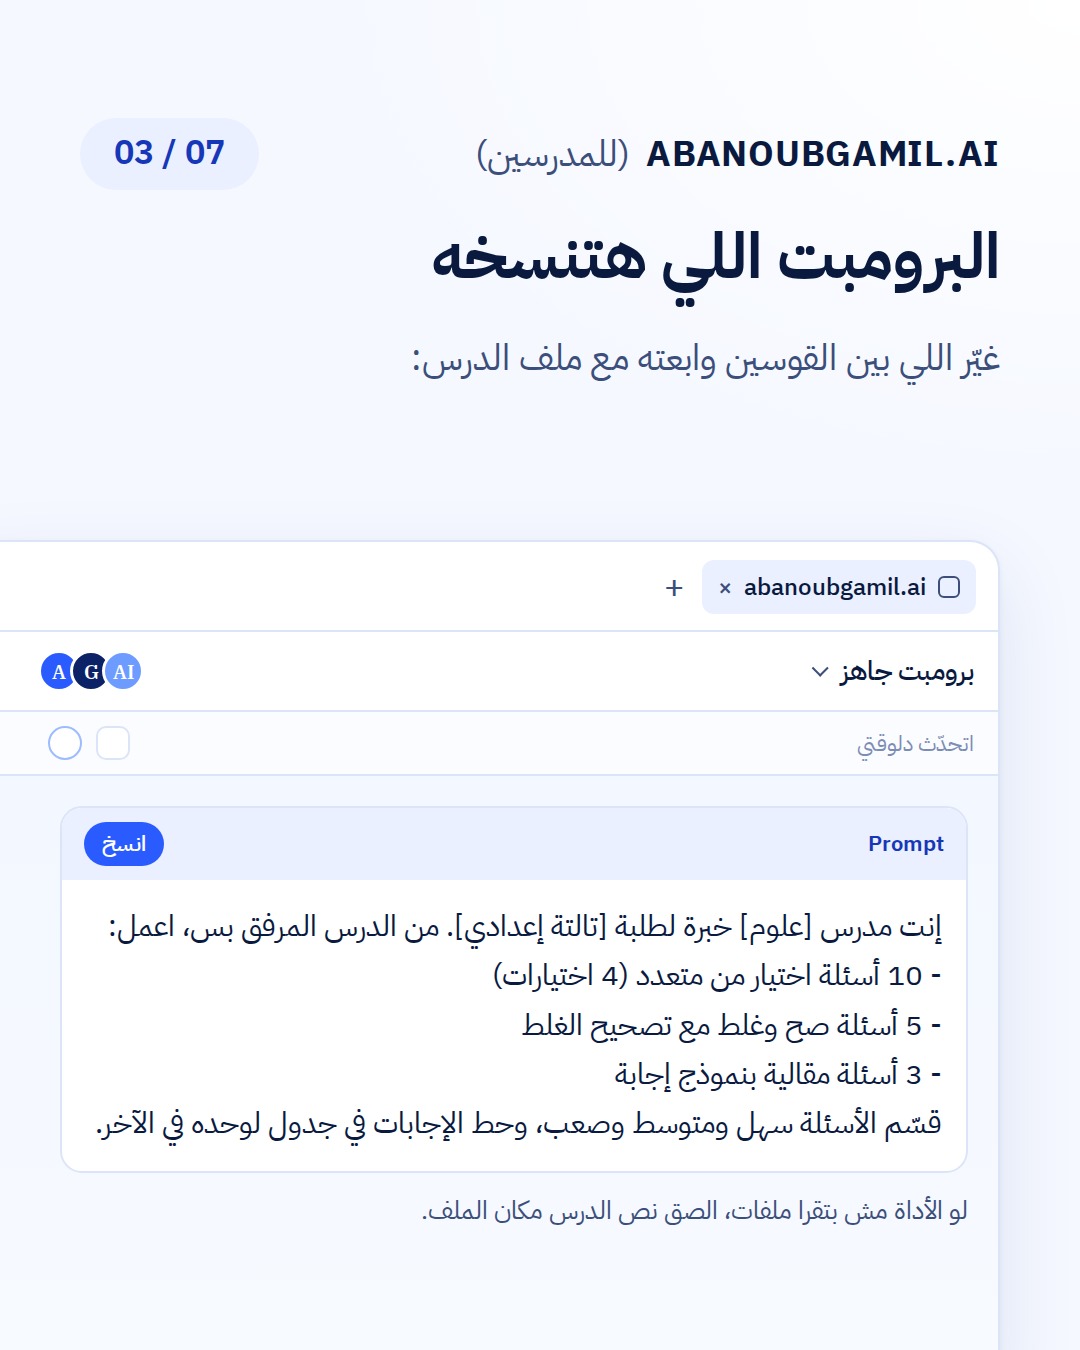 ABANOUBGAMIL.AI (للمدرسين)
03 / 07
البرومبت اللي هتنسخه
غيّر اللي بين القوسين وابعته مع ملف الدرس:
abanoubgamil.ai × +
برومبت جاهز
A G AI
اتحدّث دلوقتي
Prompt
انسخ
إنت مدرس [علوم] خبرة لطلبة [تالتة إعدادي]. من الدرس المرفق بس، اعمل:
- 10 أسئلة اختيار من متعدد (4 اختيارات)
- 5 أسئلة صح وغلط مع تصحيح الغلط
- 3 أسئلة مقالية بنموذج إجابة
قسّم الأسئلة سهل ومتوسط وصعب، وحط الإجابات في جدول لوحده في الآخر.
لو الأداة مش بتقرا ملفات، الصق نص الدرس مكان الملف.